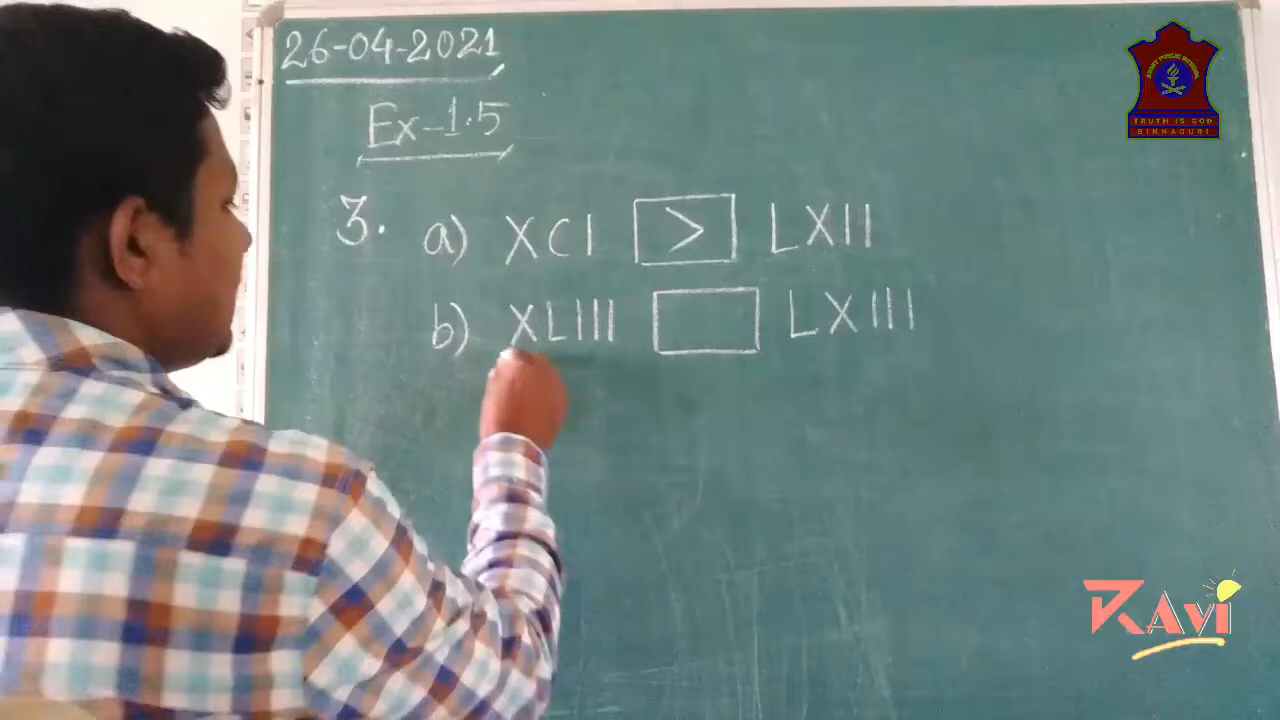 26-04-2021
Ex-1.5
3. a) XCI > LXII
b) XLIII LXIII
TRUTH IS GOD
BINNAGURI
RAVI